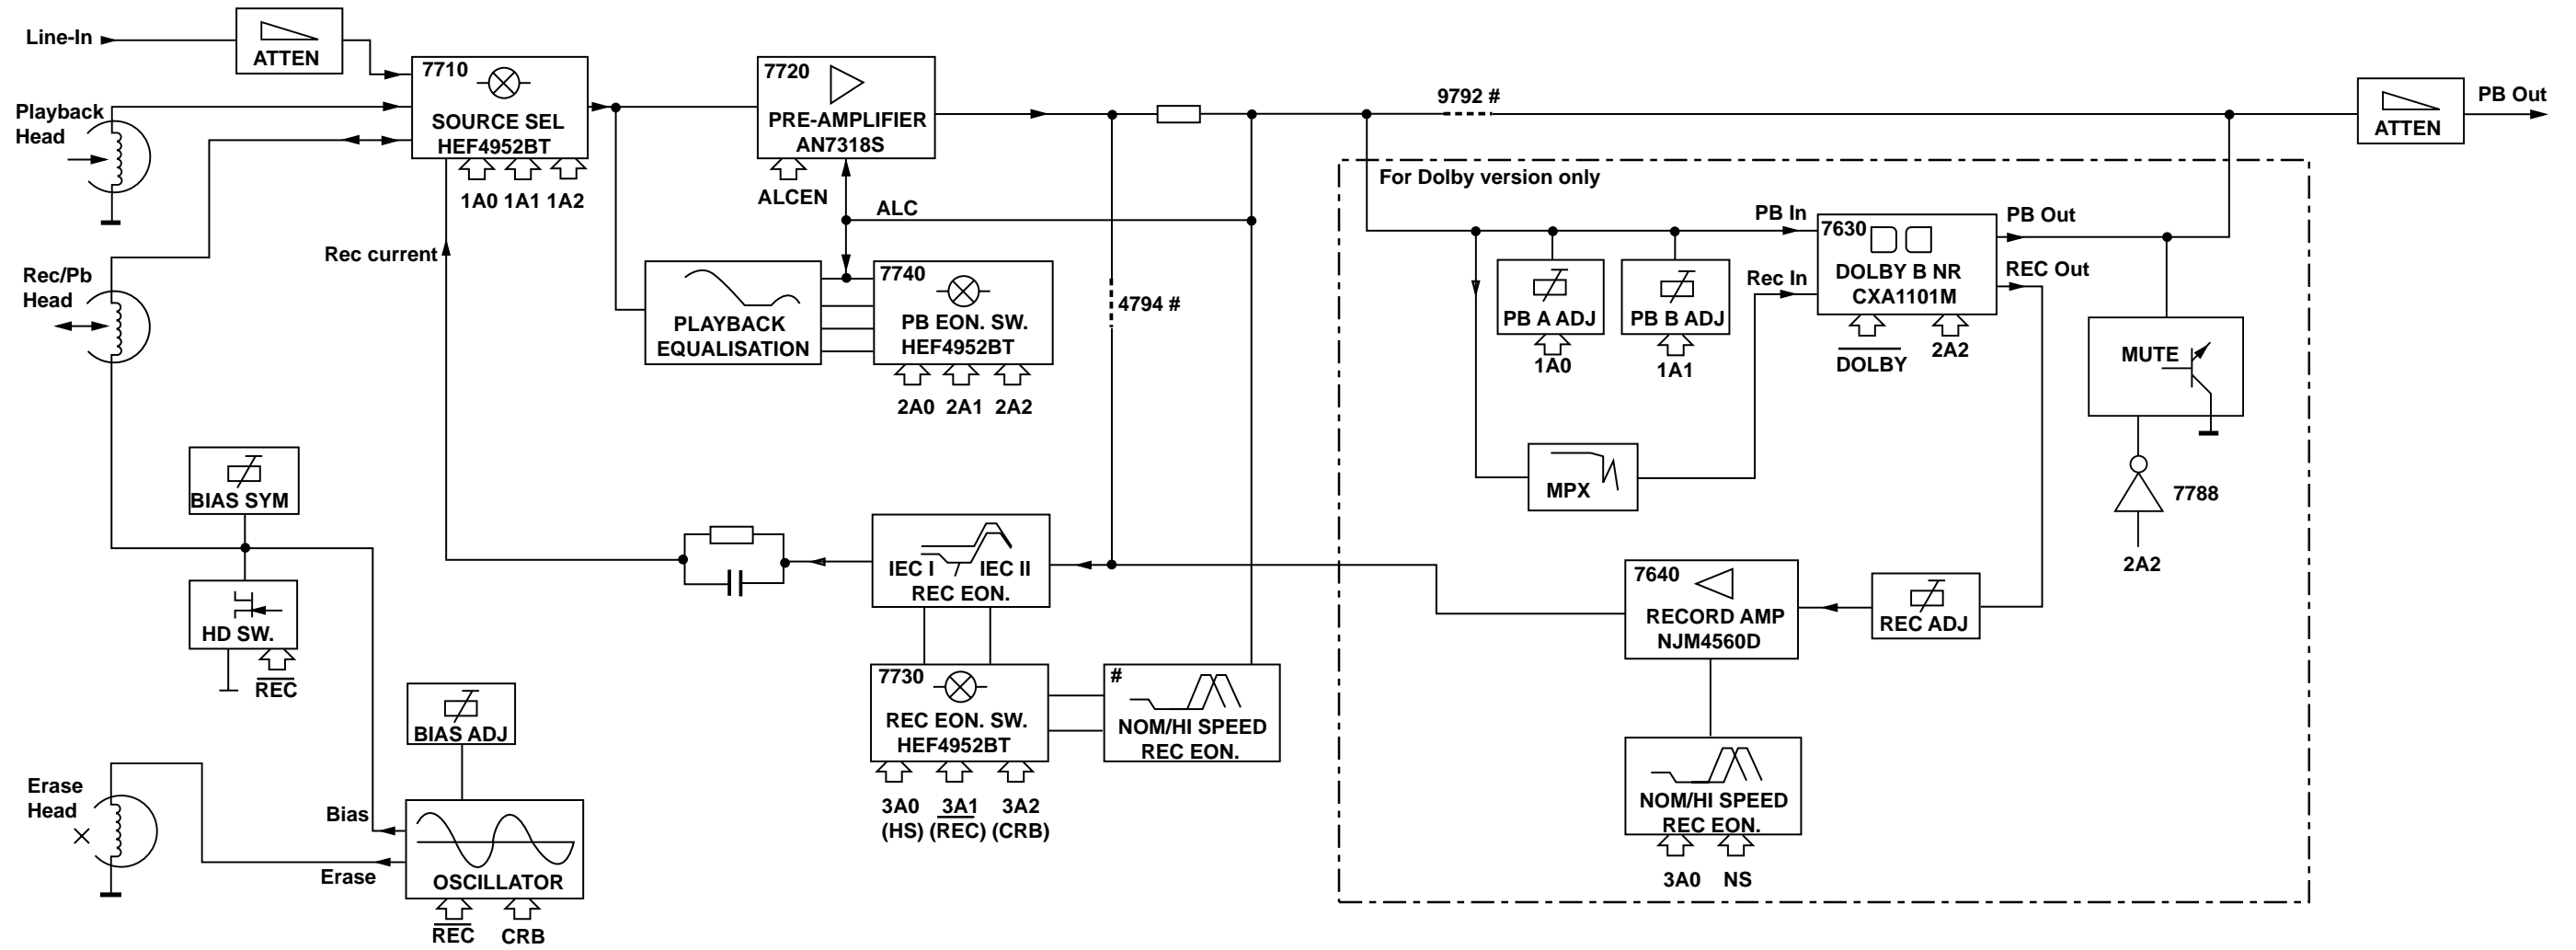 Line-In
ATTEN
7710
SOURCE SEL
HEF4952BT
1A0 1A1 1A2
7720
PRE-AMPLIFIER
AN7318S
ALCEN
ALC
9792 #
ATTEN
PB Out
Playback
Head
Rec/Pb
Head
Rec current
PLAYBACK
EQUALISATION
7740
PB EON. SW.
HEF4952BT
2A0 2A1 2A2
4794 #
For Dolby version only
PB In
Rec In
7630
DOLBY B NR
CXA1101M
PB Out
REC Out
DOLBY
2A2
PB A ADJ
1A0
PB B ADJ
1A1
MUTE
7788
2A2
MPX
BIAS SYM
HD SW.
REC
IEC I / IEC II
REC EON.
7640
RECORD AMP
NJM4560D
REC ADJ
7730
REC EON. SW.
HEF4952BT
3A0 3A1 3A2
(HS) (REC) (CRB)
#
NOM/HI SPEED
REC EON.
NOM/HI SPEED
REC EON.
3A0 NS
BIAS ADJ
Erase
Head
Bias
Erase
OSCILLATOR
REC CRB